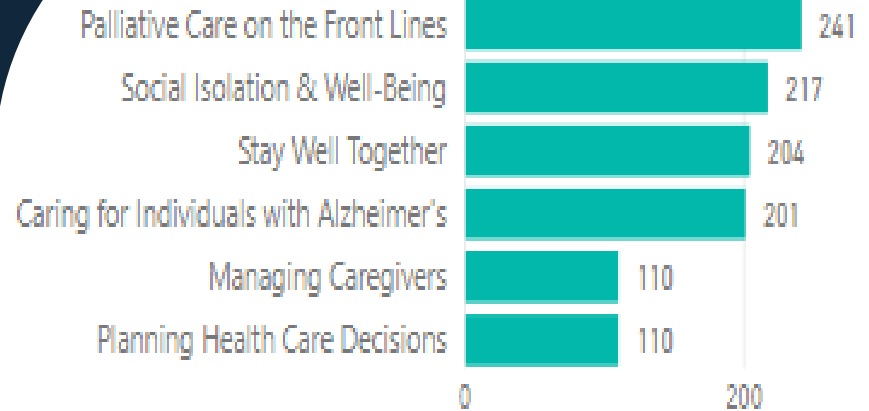 Palliative Care on the Front Lines 241
Social Isolation & Well-Being 217
Stay Well Together 204
Caring for Individuals with Alzheimer's 201
Managing Caregivers 110
Planning Health Care Decisions 110
0 200